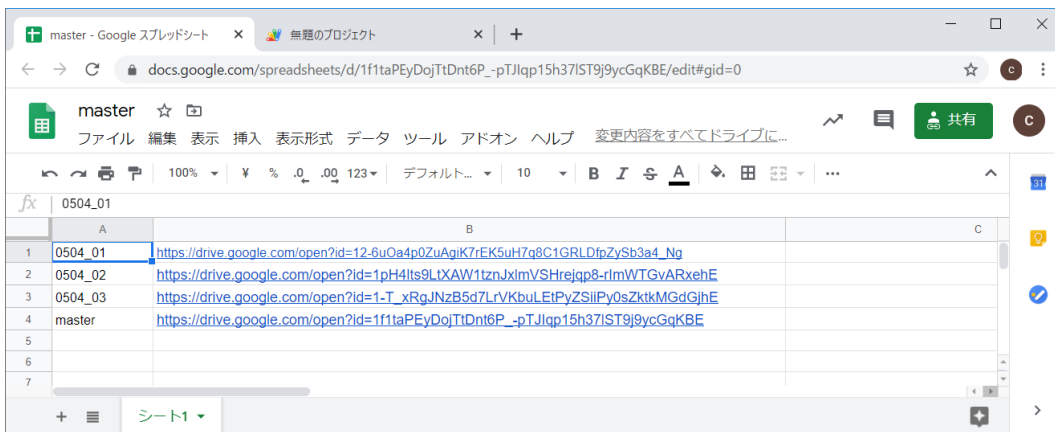 master - Google スプレッドシート
無題のプロジェクト
docs.google.com/spreadsheets/d/1f1taPEyDojTtDnt6P_-pTJIqp15h37lST9j9ycGqKBE/edit#gid=0
c
master
ファイル 編集 表示 挿入 表示形式 データ ツール アドオン ヘルプ 変更内容をすべてドライブに...
共有
c
100% ¥ % .0 .00 123 デフォルト... 10 B I S A
31
fx 0504_01
A B C
1 0504_01 https://drive.google.com/open?id=12-6uOa4p0ZuAgiK7rEK5uH7q8C1GRLDfpZySb3a4_Ng
2 0504_02 https://drive.google.com/open?id=1pH4lts9LtXAW1tznJxlmVSHrejqp8-rlmWTGvARxehE
3 0504_03 https://drive.google.com/open?id=1-T_xRgJNzB5d7LrVKbuLEtPyZSiiPy0sZktkMGdGjhE
4 master https://drive.google.com/open?id=1f1taPEyDojTtDnt6P_-pTJIqp15h37lST9j9ycGqKBE
5
6
7
シート1